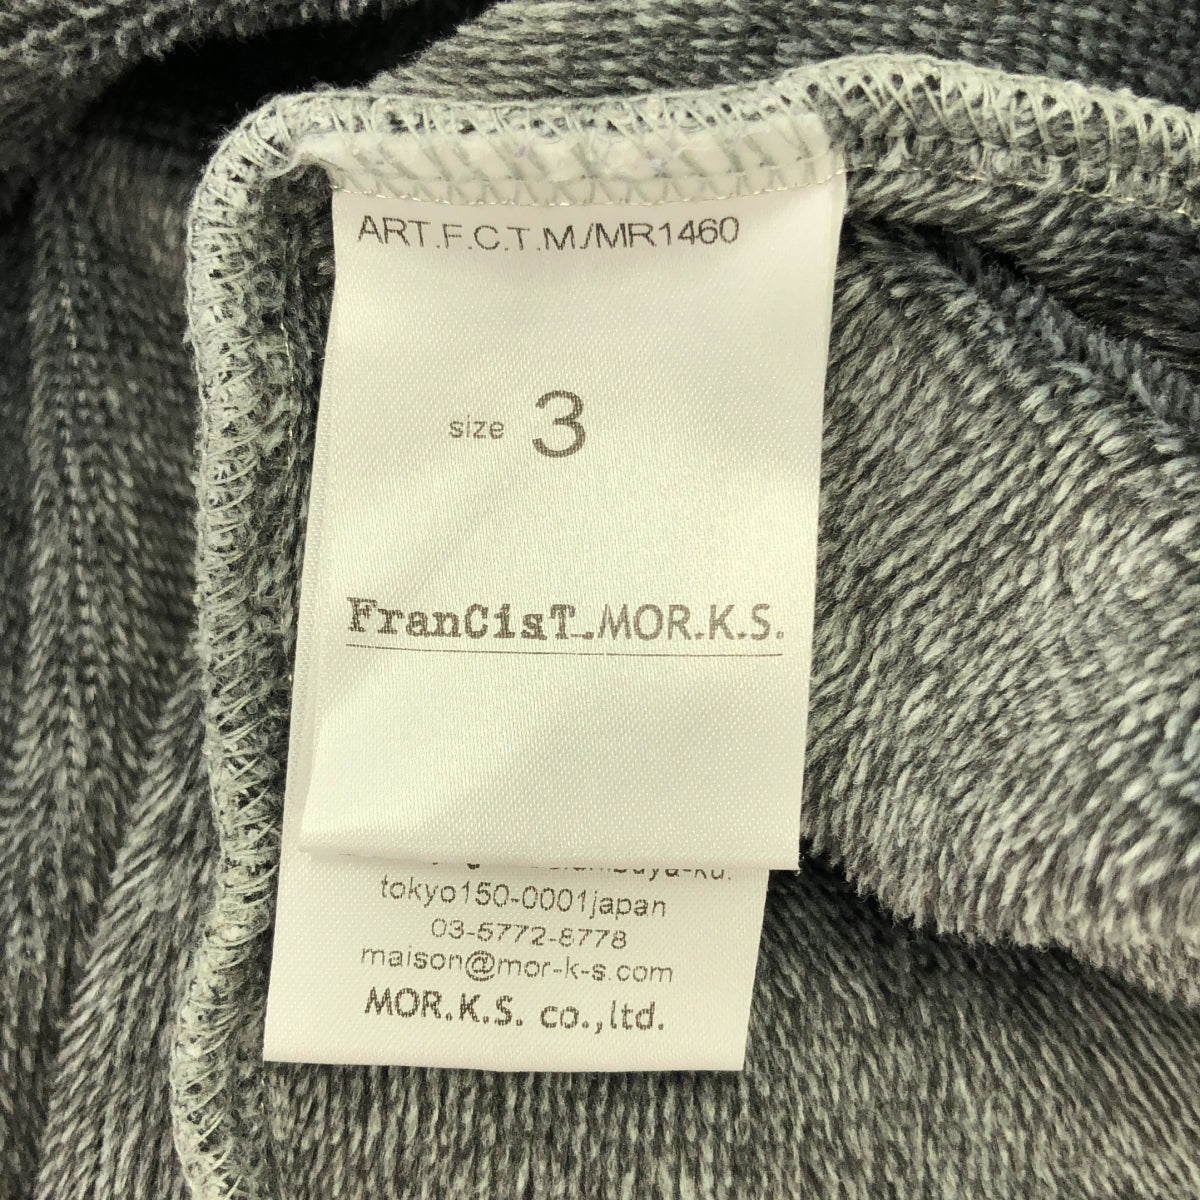 ART.F.C.T.M./MR1460
size 3
FranCisT_MOR.K.S.
tokyo150-0001japan
03-5772-8778
maison@mor-k-s.com
MOR.K.S. co.,ltd.